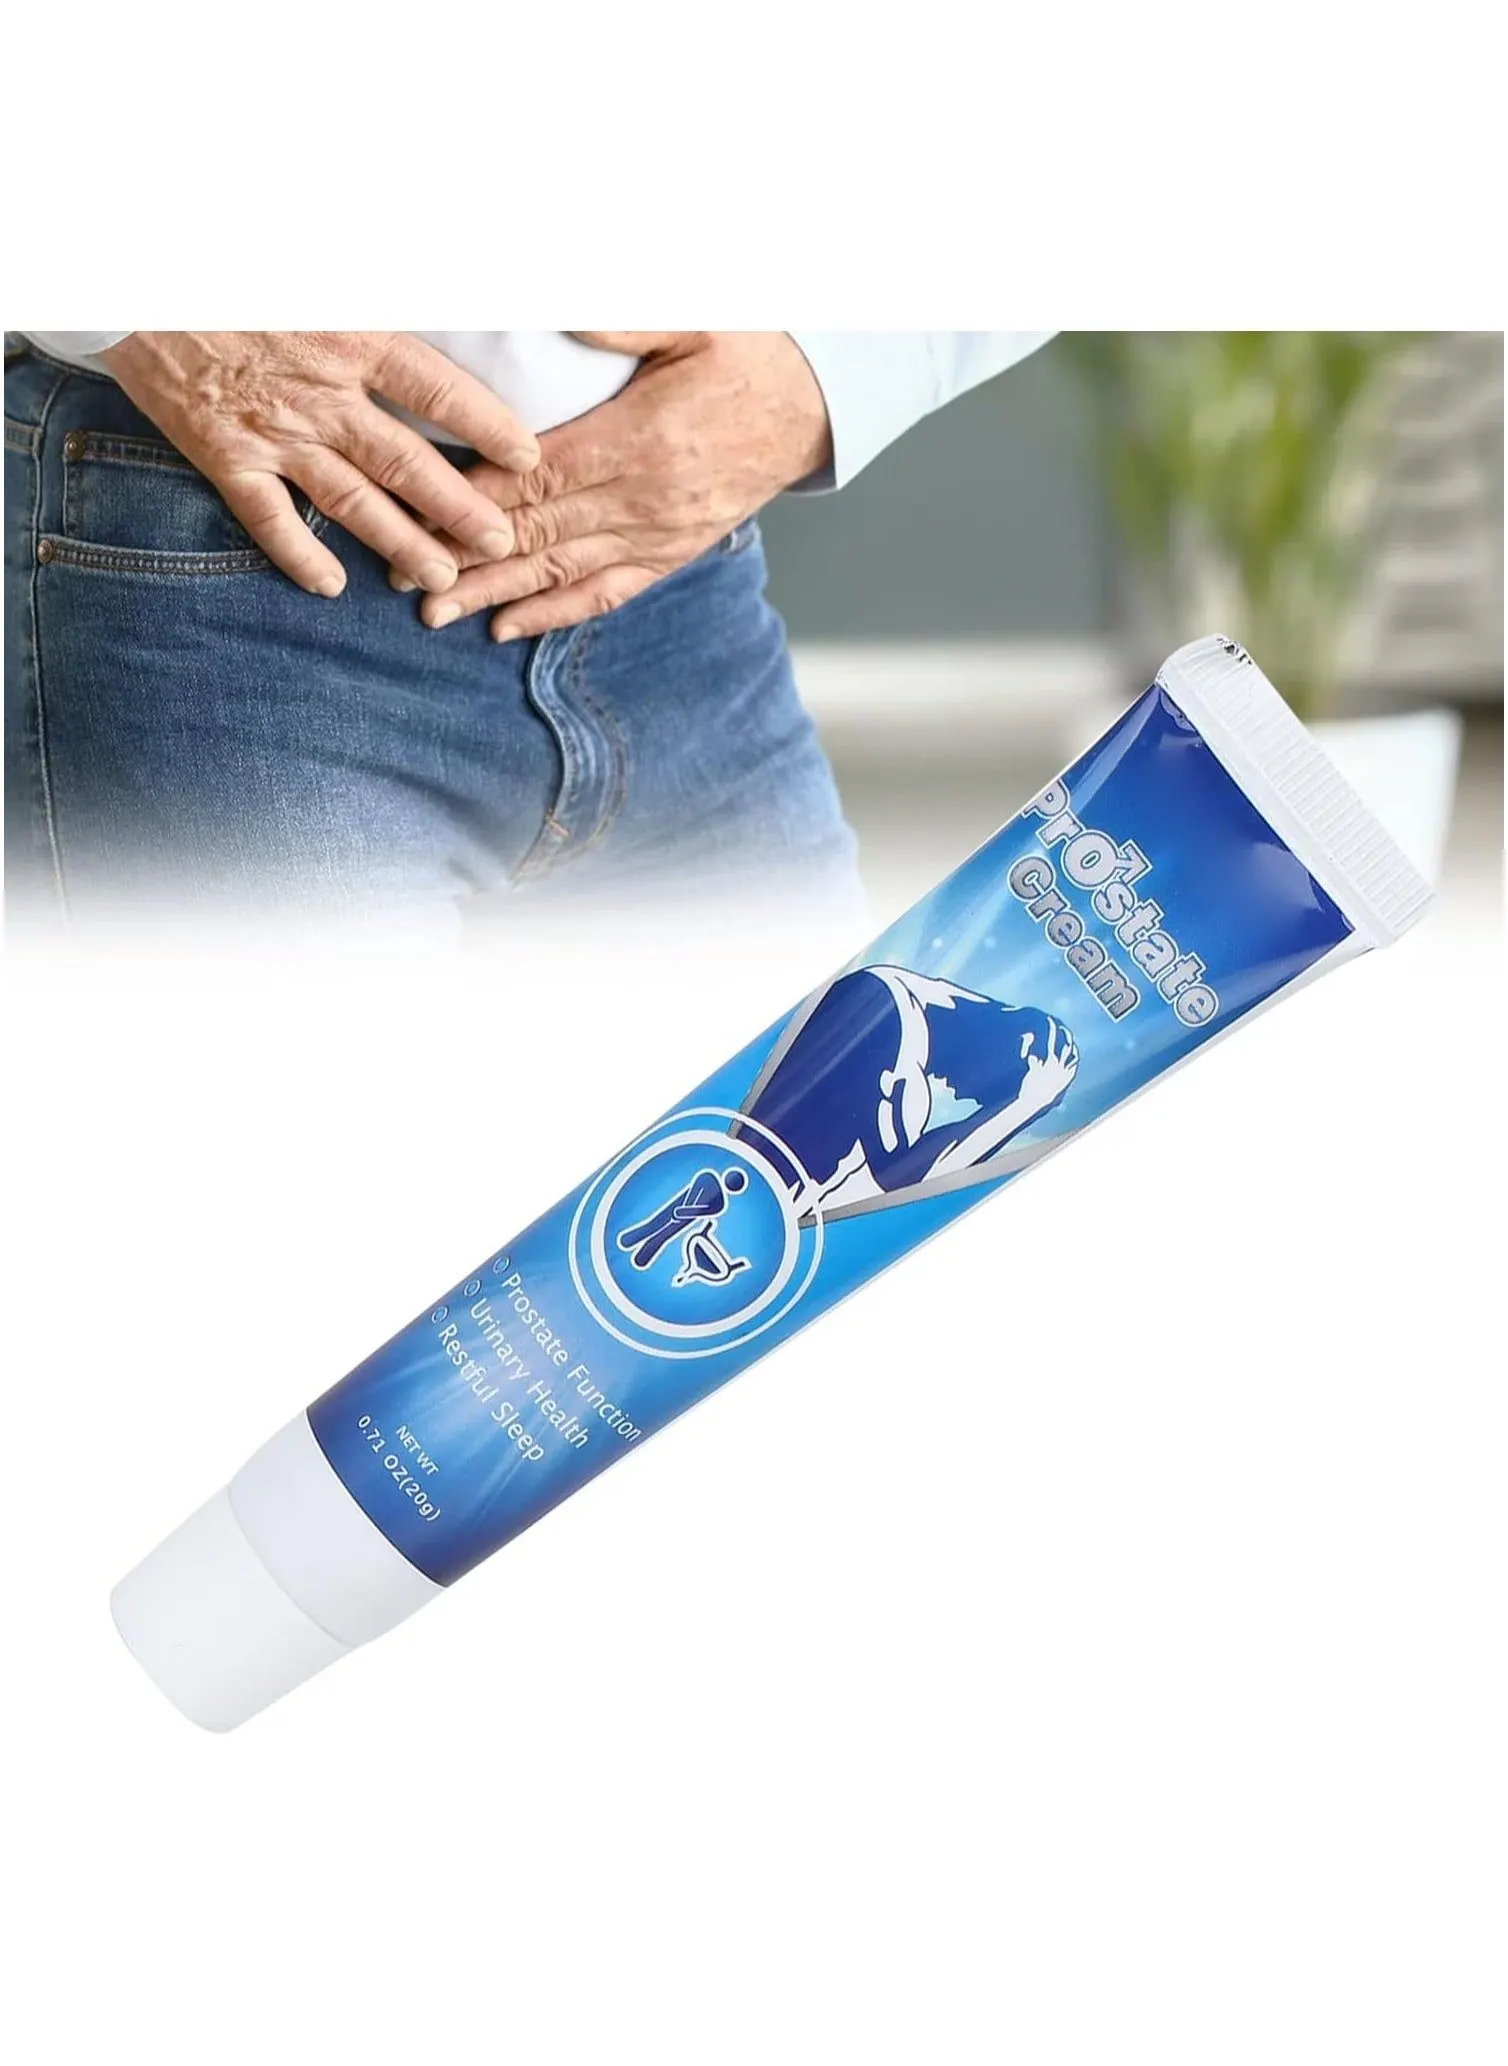 Prostate
Cream
Prostate Function
Urinary Health
Restful Sleep
NET WT
0.71 OZ(20g)